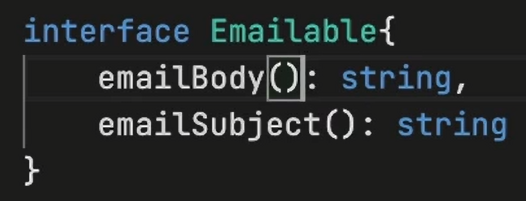 interface Emailable{
    emailBody(): string,
    emailSubject(): string
}